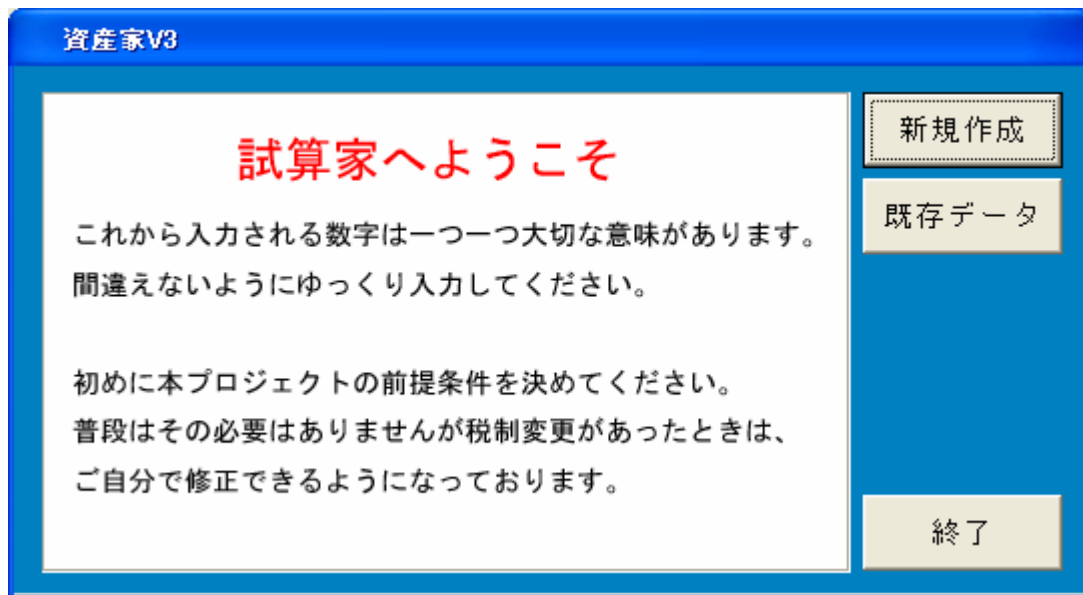 資産家V3
試算家へようこそ
これから入力される数字は一つ一つ大切な意味があります。
間違えないようにゆっくり入力してください。
初めに本プロジェクトの前提条件を決めてください。
普段はその必要はありませんが税制変更があったときは、
ご自分で修正できるようになっております。
新規作成
既存データ
終了